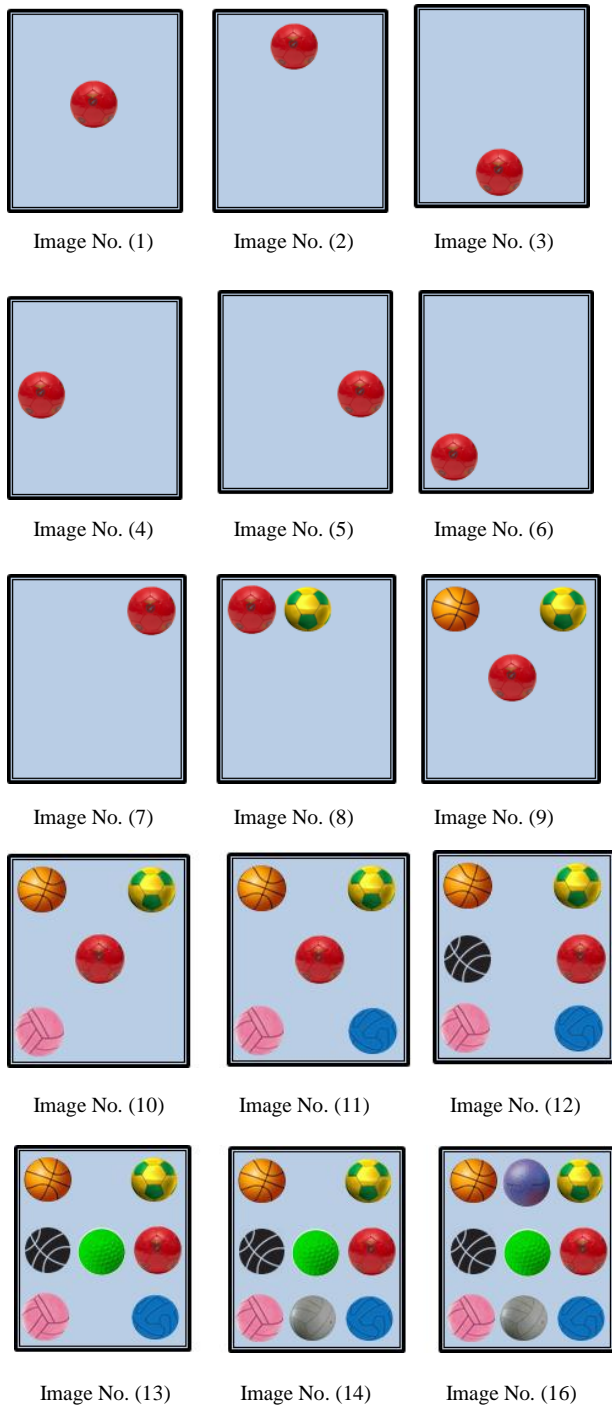 Image No. (1) Image No. (2) Image No. (3)
Image No. (4) Image No. (5) Image No. (6)
Image No. (7) Image No. (8) Image No. (9)
Image No. (10) Image No. (11) Image No. (12)
Image No. (13) Image No. (14) Image No. (16)